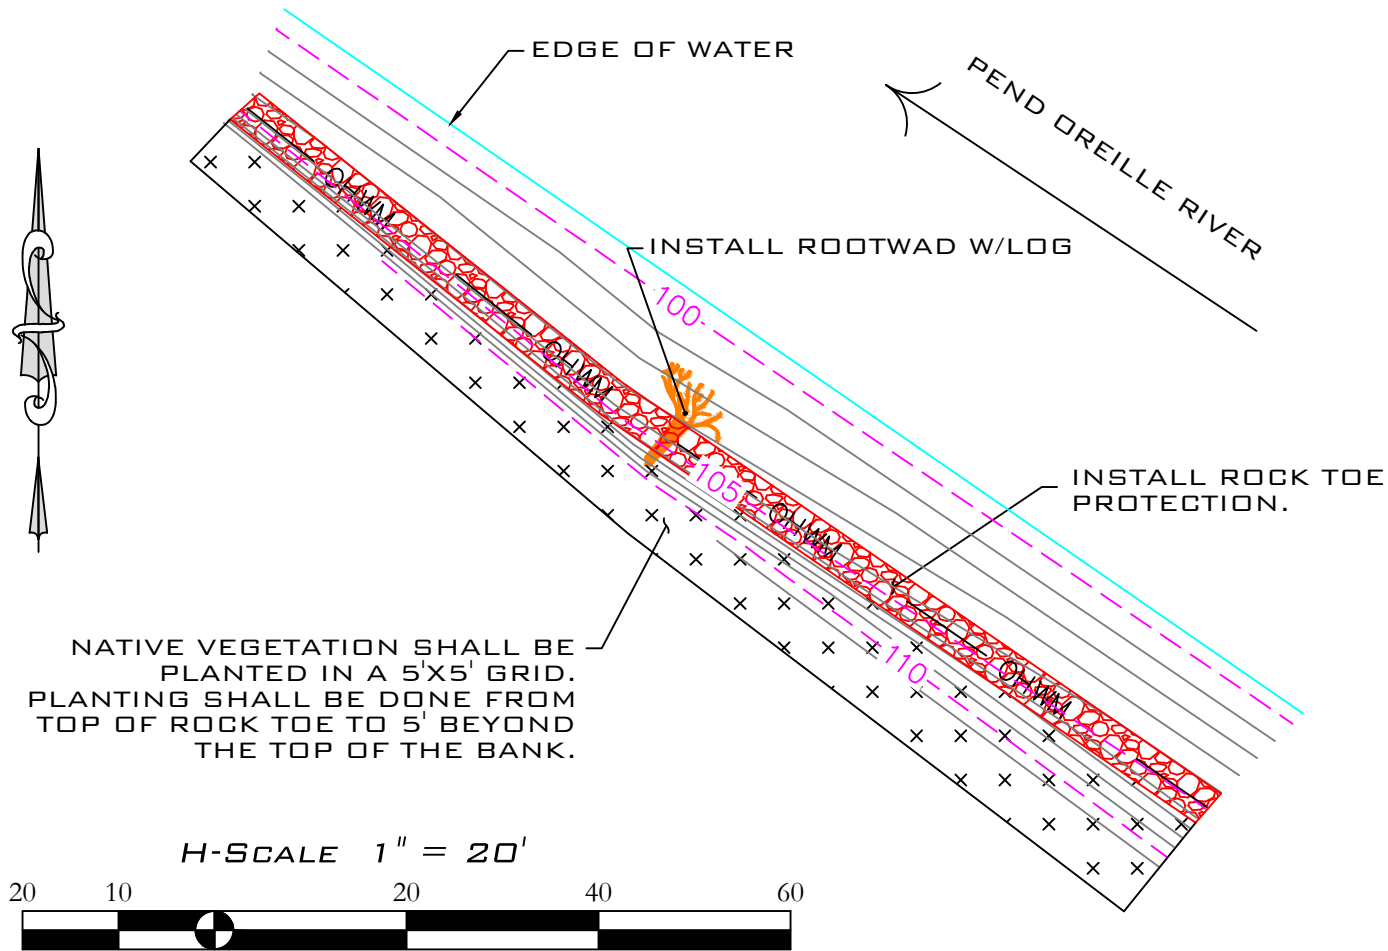 EDGE OF WATER
PEND OREILLE RIVER
OHWM
INSTALL ROOTWAD W/LOG
100
OHWM
105
INSTALL ROCK TOE
PROTECTION.
OHWM
NATIVE VEGETATION SHALL BE
PLANTED IN A 5'X5' GRID.
PLANTING SHALL BE DONE FROM
TOP OF ROCK TOE TO 5' BEYOND
THE TOP OF THE BANK.
110
OHWM
H-SCALE 1" = 20'
20 10 20 40 60